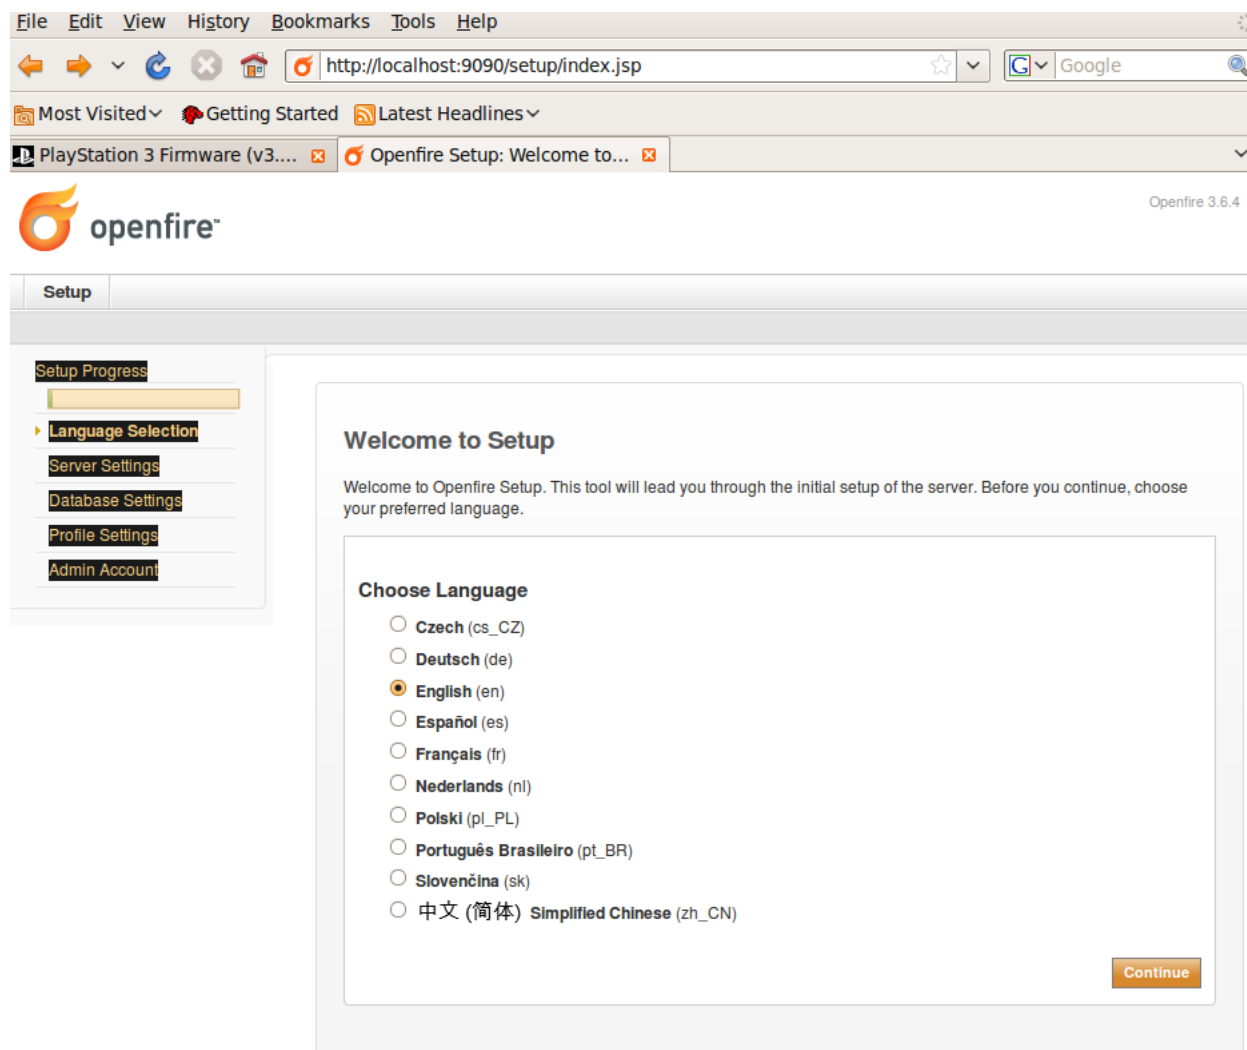 File Edit View History Bookmarks Tools Help
http://localhost:9090/setup/index.jsp
G Google
Most Visited Getting Started Latest Headlines
PlayStation 3 Firmware (v3.... Openfire Setup: Welcome to...
openfire™
Openfire 3.6.4
Setup
Setup Progress
Language Selection
Server Settings
Database Settings
Profile Settings
Admin Account
Welcome to Setup
Welcome to Openfire Setup. This tool will lead you through the initial setup of the server. Before you continue, choose
your preferred language.
Choose Language
Czech (cs_CZ)
Deutsch (de)
English (en)
Español (es)
Français (fr)
Nederlands (nl)
Polski (pl_PL)
Português Brasileiro (pt_BR)
Slovenčina (sk)
中文 (简体) Simplified Chinese (zh_CN)
Continue